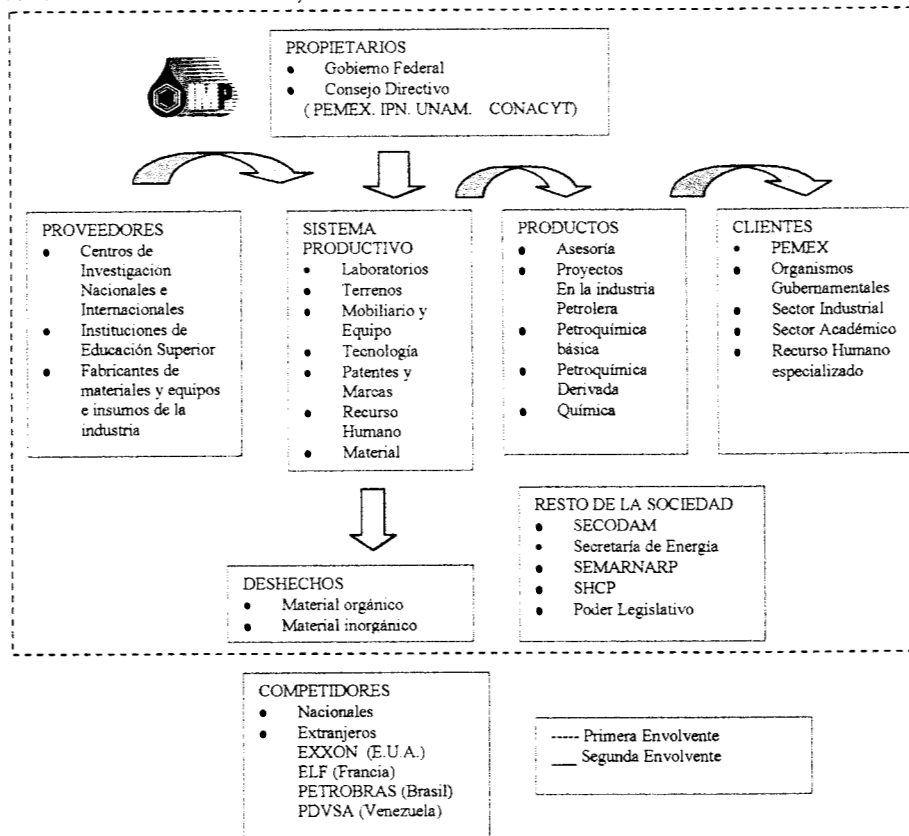 IMP
PROPIETARIOS
● Gobierno Federal
● Consejo Directivo
( PEMEX. IPN. UNAM. CONACYT)
PROVEEDORES
● Centros de
Investigacion
Nacionales e
Internacionales
● Instituciones de
Educación Superior
● Fabricantes de
materiales y equipos
e insumos de la
industria
SISTEMA
PRODUCTIVO
● Laboratorios
● Terrenos
● Mobiliario y
Equipo
● Tecnología
● Patentes y
Marcas
● Recurso
Humano
● Material
PRODUCTOS
● Asesoría
● Proyectos
En la industria
Petrolera
● Petroquímica
básica
● Petroquímica
Derivada
● Química
CLIENTES
● PEMEX
● Organismos
Gubernamentales
● Sector Industrial
● Sector Académico
● Recurso Humano
especializado
DESHECHOS
● Material orgánico
● Material inorgánico
RESTO DE LA SOCIEDAD
● SECODAM
● Secretaría de Energía
● SEMARNARP
● SHCP
● Poder Legislativo
COMPETIDORES
● Nacionales
● Extranjeros
EXXON (E.U.A.)
ELF (Francia)
PETROBRAS (Brasil)
PDVSA (Venezuela)
----- Primera Envolvente
___ Segunda Envolvente